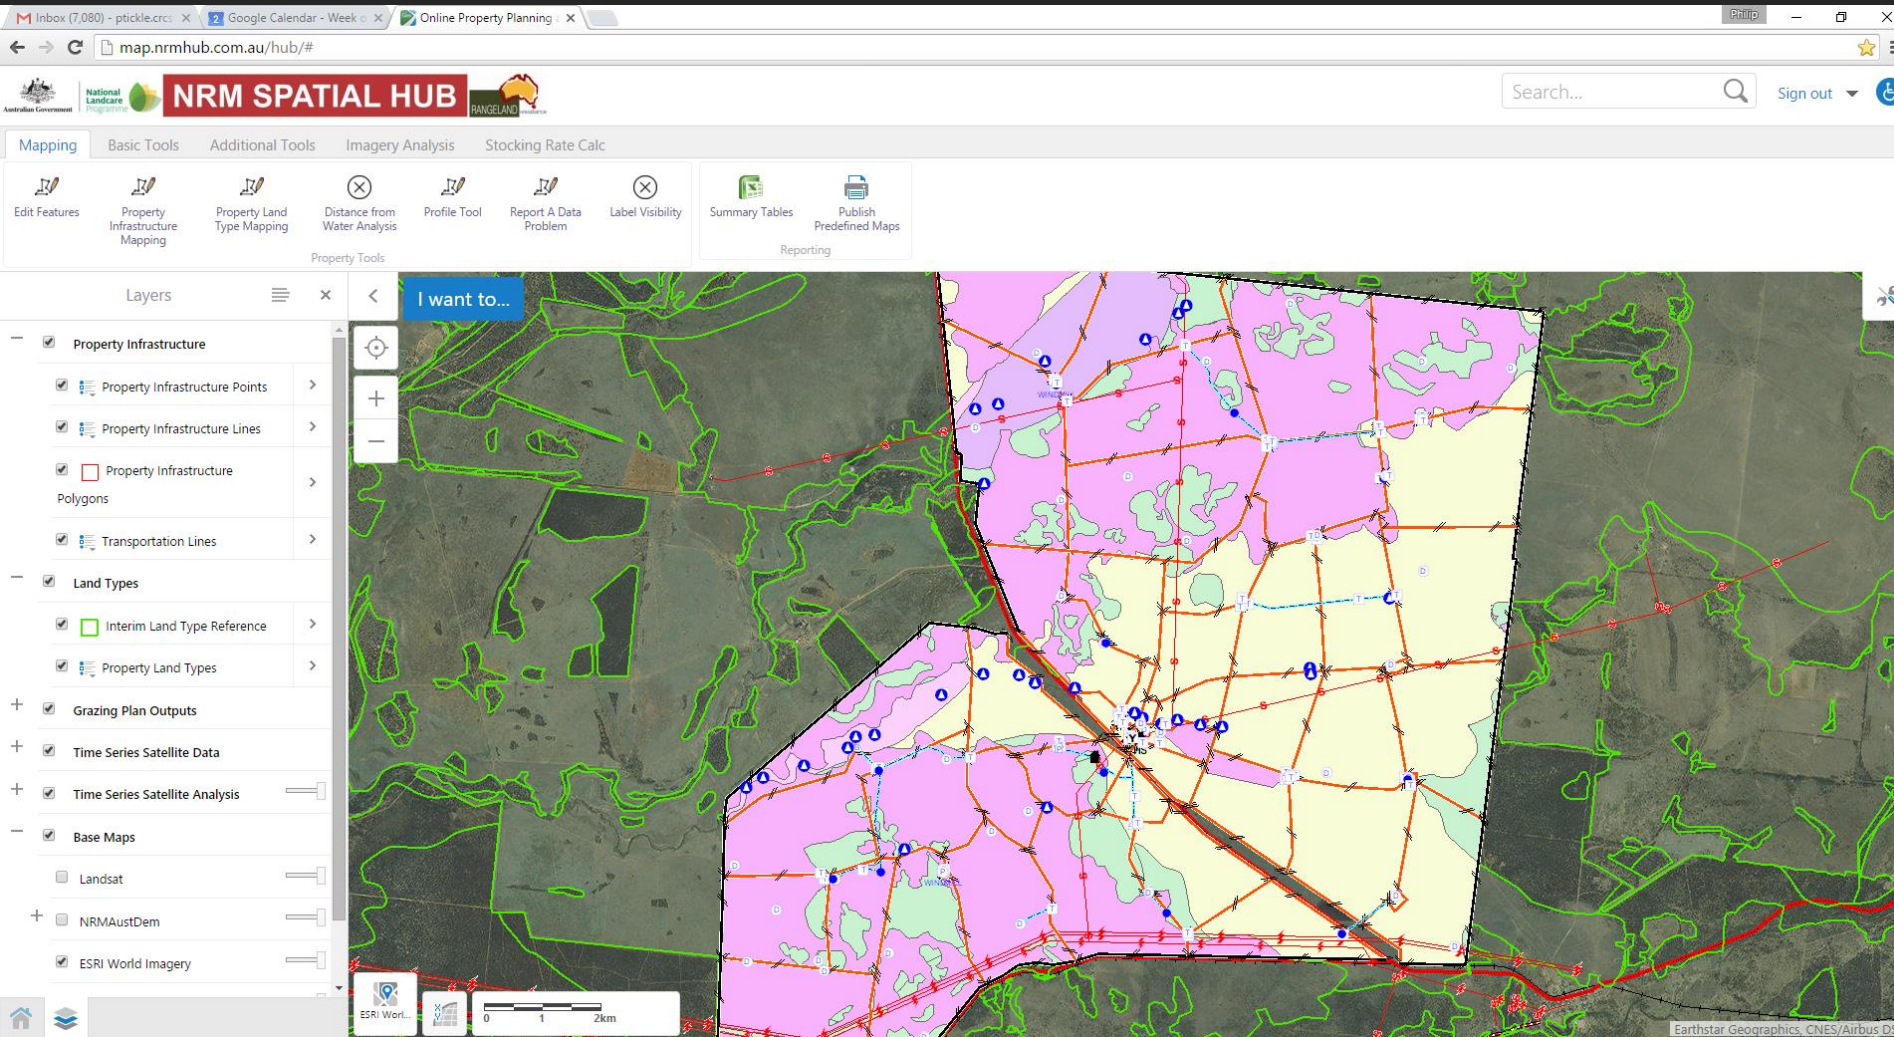 Inbox (7,080) - ptickle.crcs
Google Calendar - Week o
Online Property Planning
Philip
map.nrmhub.com.au/hub/#
Australian Government
National
Landcare
Programme
NRM SPATIAL HUB
RANGELAND
Search...
Sign out
Mapping
Basic Tools
Additional Tools
Imagery Analysis
Stocking Rate Calc
Edit Features
Property
Infrastructure
Mapping
Property Land
Type Mapping
Distance from
Water Analysis
Profile Tool
Report A Data
Problem
Label Visibility
Property Tools
Summary Tables
Publish
Predefined Maps
Reporting
Layers
I want to...
Property Infrastructure
Property Infrastructure Points
Property Infrastructure Lines
Property Infrastructure
Polygons
Transportation Lines
Land Types
Interim Land Type Reference
Property Land Types
Grazing Plan Outputs
Time Series Satellite Data
Time Series Satellite Analysis
Base Maps
Landsat
NRMAustDem
ESRI World Imagery
ESRI Worl...
0 1 2km
Earthstar Geographics, CNES/Airbus DS